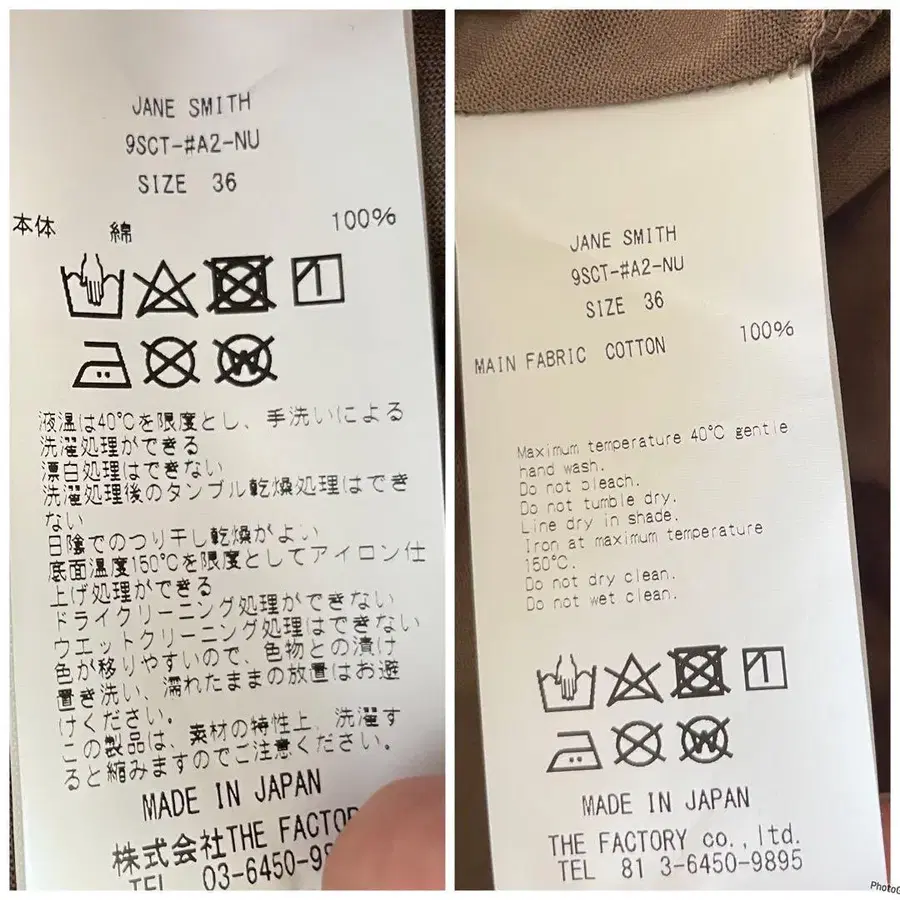 JANE SMITH
9SCT-#A2-NU
SIZE 36
本体 綿 100%
液温は40℃を限度とし、手洗いによる
洗濯処理ができる
漂白処理はできない
洗濯処理後のタンブル乾燥処理はでき
ない
日陰でのつり干し乾燥がよい
底面温度150℃を限度としてアイロン仕
上げ処理ができる
ドライクリーニング処理ができない
ウエットクリーニング処理はできない
色が移りやすいので、色物との漬け
置き洗い、濡れたままの放置はお避
けください。
この製品は、素材の特性上、洗濯す
ると縮みますのでご注意ください。
MADE IN JAPAN
株式会社THE FACTO
TEL 03-6450-9
JANE SMITH
9SCT-#A2-NU
SIZE 36
MAIN FABRIC COTTON 100%
Maximum temperature 40℃ gentle
hand wash.
Do not bleach.
Do not tumble dry.
Line dry in shade.
Iron at maximum temperature
150℃.
Do not dry clean.
Do not wet clean.
MADE IN JAPAN
THE FACTORY co.,ltd.
TEL 81 3-6450-9895
PhotoG